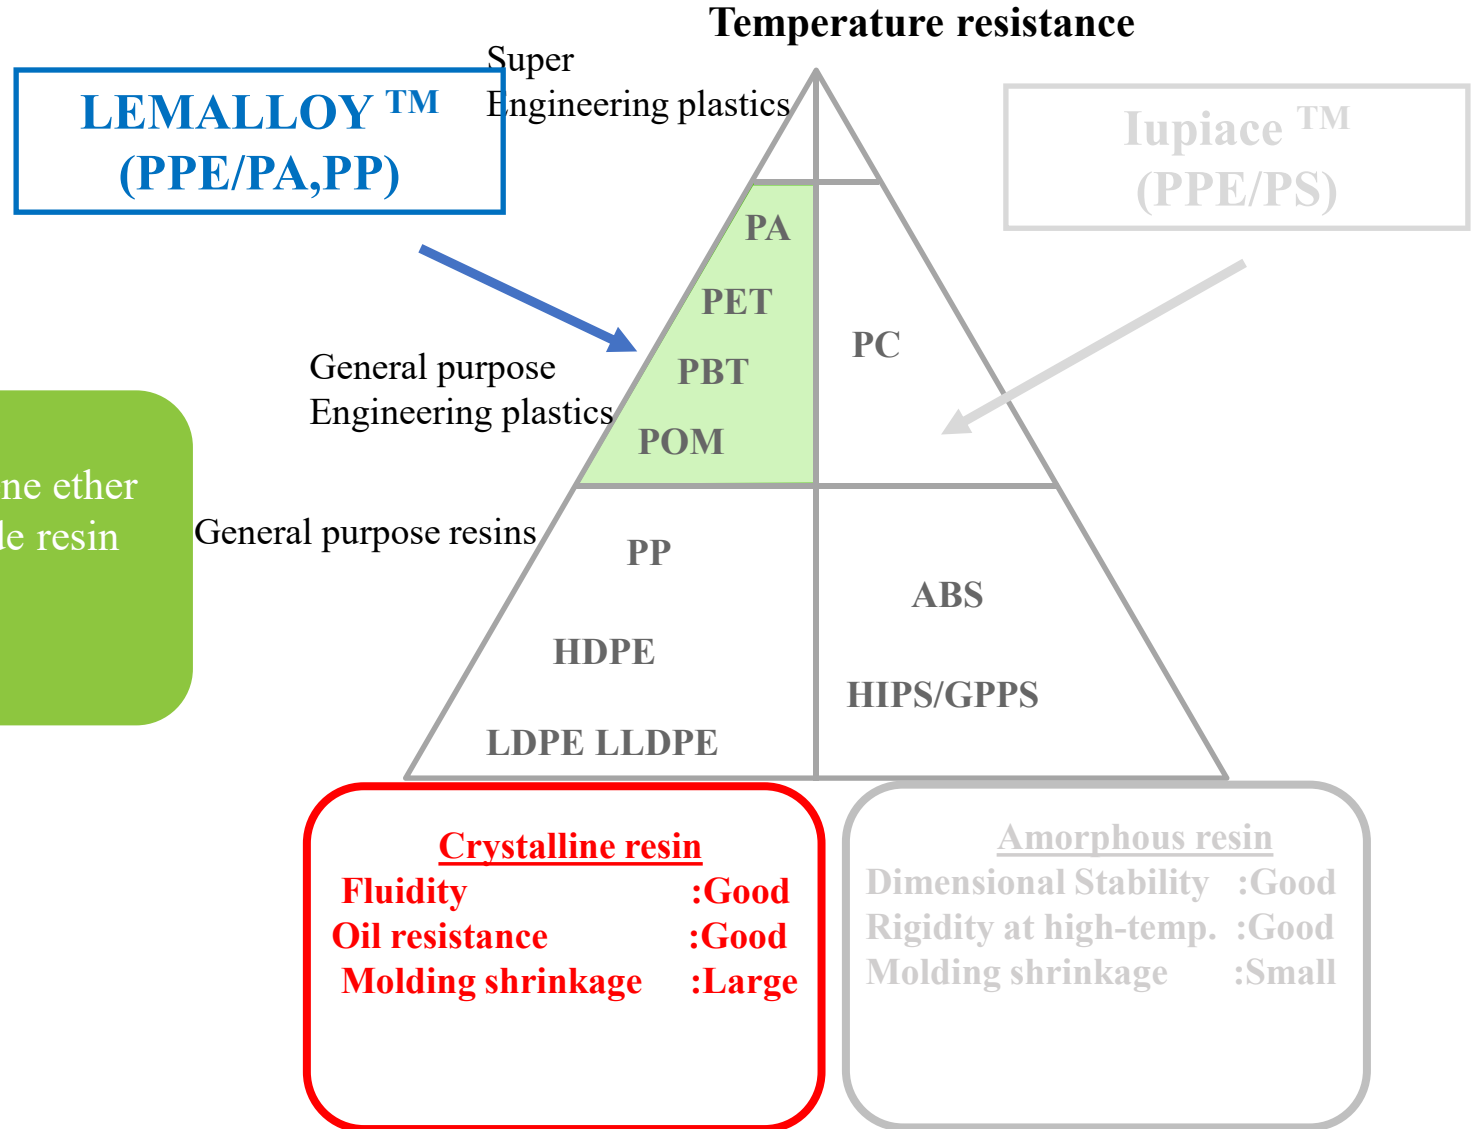 Temperature resistance
Super
Engineering plastics
LEMALLOY TM
(PPE/PA,PP)
Iupiace TM
(PPE/PS)
PA
PET
PC
General purpose
Engineering plastics
PBT
POM
ether
resin
General purpose resins
PP
ABS
HDPE
HIPS/GPPS
LDPE LLDPE
Crystalline resin
Fluidity :Good
Oil resistance :Good
Molding shrinkage :Large
Amorphous resin
Dimensional Stability :Good
Rigidity at high-temp. :Good
Molding shrinkage :Small